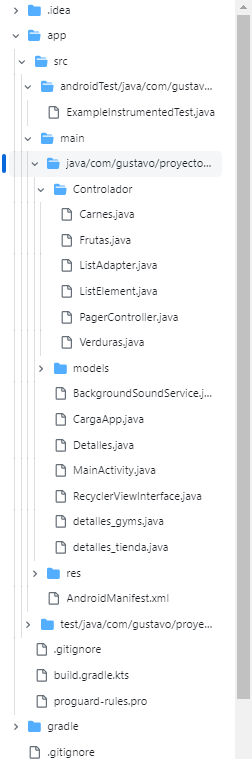 .idea
app
src
androidTest/java/com/gustav...
ExampleInstrumentedTest.java
main
java/com/gustavo/proyecto...
Controlador
Carnes.java
Frutas.java
ListAdapter.java
ListElement.java
PagerController.java
Verduras.java
models
BackgroundSoundService.j...
CargaApp.java
Detalles.java
MainActivity.java
RecyclerViewInterface.java
detalles_gyms.java
detalles_tienda.java
res
AndroidManifest.xml
test/java/com/gustavo/proye...
.gitignore
build.gradle.kts
proguard-rules.pro
gradle
.gitignore